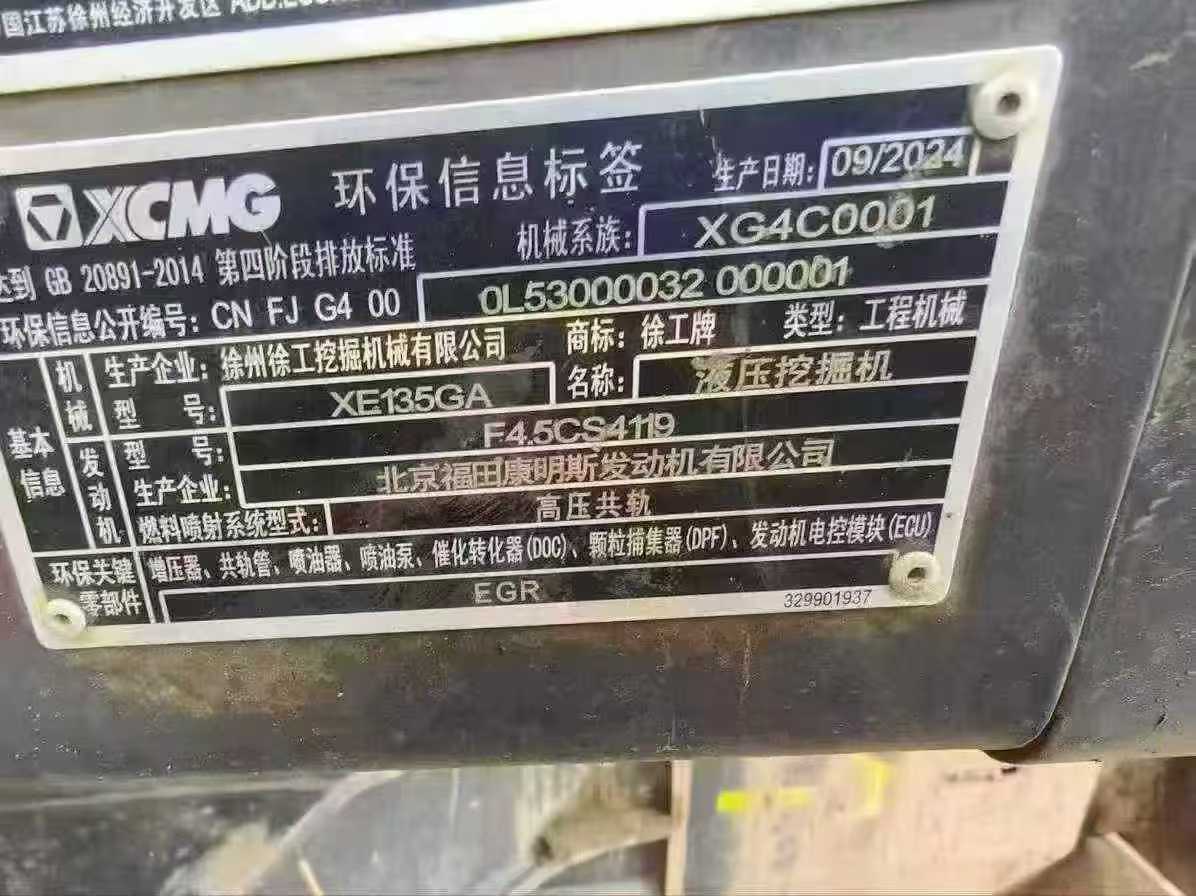 国江苏徐州经济开发区 ADD:
XCMG 环保信息标签 生产日期: 09/2024
达到 GB 20891-2014 第四阶段排放标准 机械系族: XG4C0001
环保信息公开编号: CN FJ G4 00 0L53000032 000001
基本信息 机械 生产企业: 徐州徐工挖掘机械有限公司 商标: 徐工牌 类型: 工程机械
型 号: XE135GA 名称: 液压挖掘机
发动机 型 号: F4.5CS4119
生产企业: 北京福田康明斯发动机有限公司
燃料喷射系统型式: 高压共轨
环保关键零部件 增压器、共轨管、喷油器、喷油泵、催化转化器(DOC)、颗粒捕集器(DPF)、发动机电控模块(ECU)
EGR
329901937